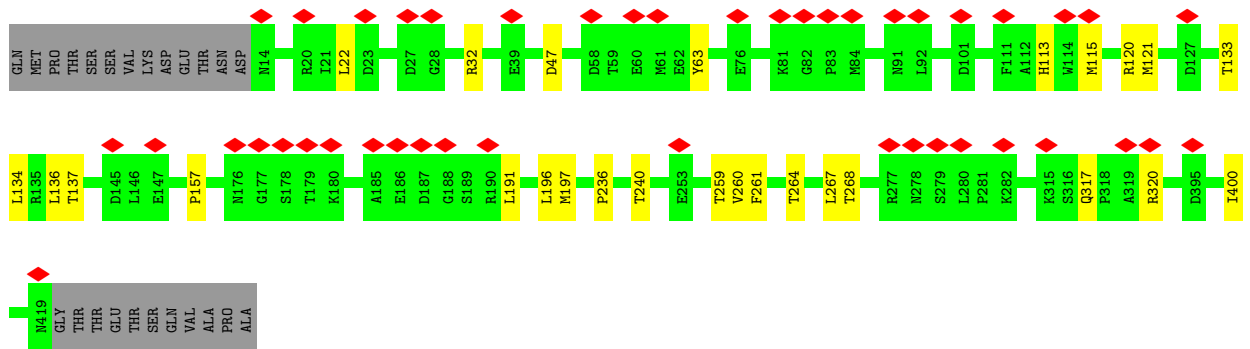 GLN MET PRO THR SER SER VAL LYS ASP GLU THR ASN ASP N14 R20 I21 L22 D23 D27 G28 R32 E39 D47 D58 T59 E60 M61 E62 Y63 E76 K81 G82 P83 M84 N91 L92 D101 F111 A112 H113 W114 M115 R120 M121 D127 T133
L134 R135 L136 T137 D145 L146 E147 P157 N176 G177 S178 T179 K180 A185 E186 D187 G188 S189 R190 L191 L196 M197 P236 T240 E253 T259 V260 F261 T264 L267 T268 R277 N278 S279 L280 P281 K282 K315 S316 Q317 P318 A319 R320 D395 I400
N419 GLY THR THR GLU THR SER GLN VAL ALA PRO ALA